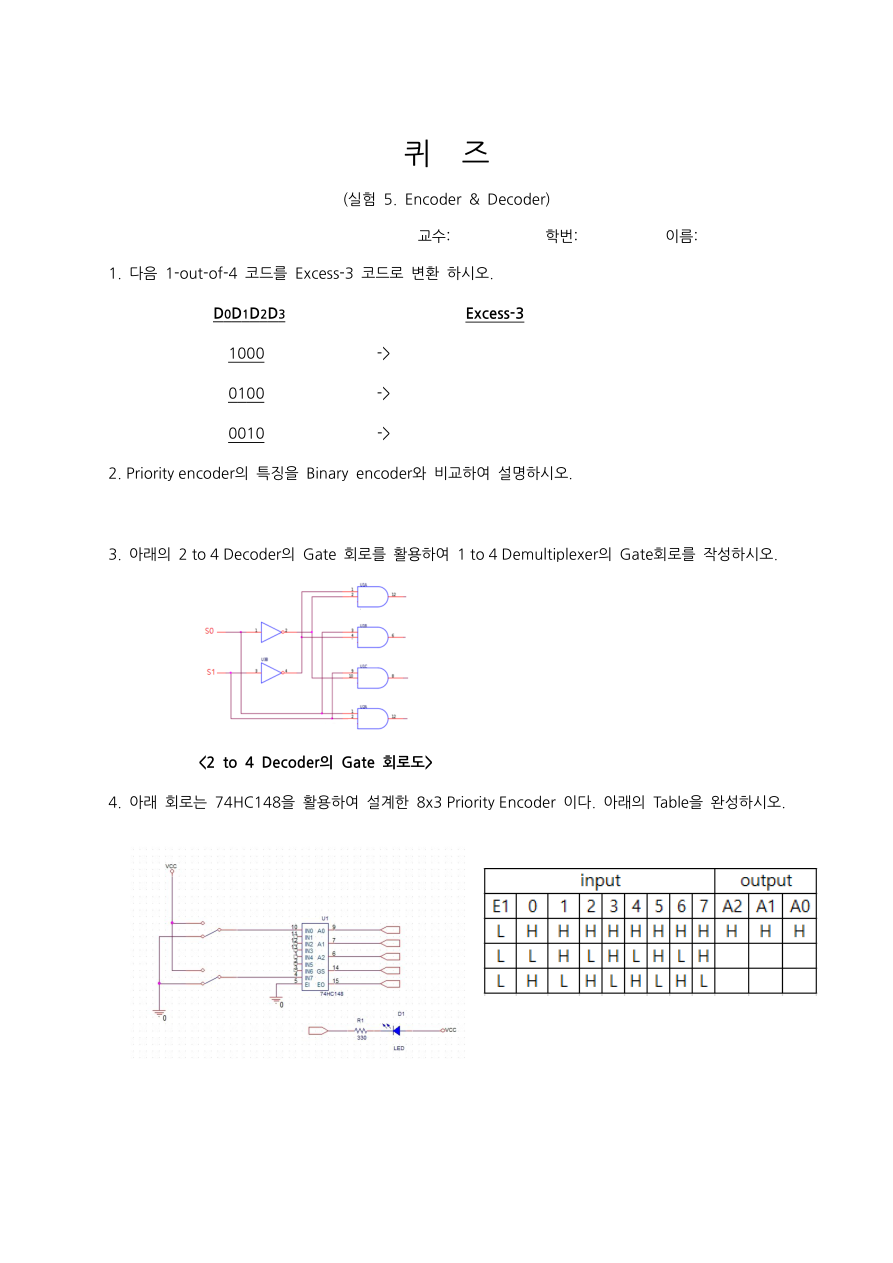 퀴 즈
(실험 5. Encoder & Decoder)
교수: 학번: 이름:
1. 다음 1-out-of-4 코드를 Excess-3 코드로 변환 하시오.
D0D1D2D3 Excess-3
1000 ->
0100 ->
0010 ->
2. Priority encoder의 특징을 Binary encoder와 비교하여 설명하시오.
3. 아래의 2 to 4 Decoder의 Gate 회로를 활용하여 1 to 4 Demultiplexer의 Gate회로를 작성하시오.
S0
S1
<2 to 4 Decoder의 Gate 회로도>
4. 아래 회로는 74HC148을 활용하여 설계한 8x3 Priority Encoder 이다. 아래의 Table을 완성하시오.
VCC
U1
10 IN0 A0 9
IN1
IN2 A1 7
IN3
IN4 A2 6
IN5
IN6 GS 14
4 IN7
5 EI EO 15
74HC148
0
0
D1
R1
VCC
330
LED
input output
E1 0 1 2 3 4 5 6 7 A2 A1 A0
L H H H H H H H H H H H
L L H L H L H L H
L H L H L H L H L